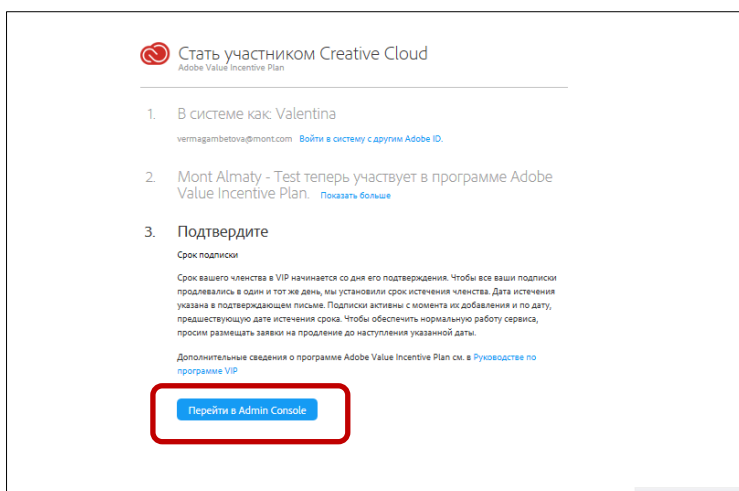 Стать участником Creative Cloud
Adobe Value Incentive Plan
1. В системе как: Valentina
vermagambetova@mont.com Войти в систему с другим Adobe ID.
2. Mont Almaty - Test теперь участвует в программе Adobe
Value Incentive Plan. Показать больше
3. Подтвердите
Срок подписки
Срок вашего членства в VIP начинается со дня его подтверждения. Чтобы все ваши подписки
продлевались в один и тот же день, мы установили срок истечения членства. Дата истечения
указана в подтверждающем письме. Подписки активны с момента их добавления и по дату,
предшествующую дате истечения срока. Чтобы обеспечить нормальную работу сервиса,
просим размещать заявки на продление до наступления указанной даты.
Дополнительные сведения о программе Adobe Value Incentive Plan см. в Руководстве по
программе VIP
Перейти в Admin Console